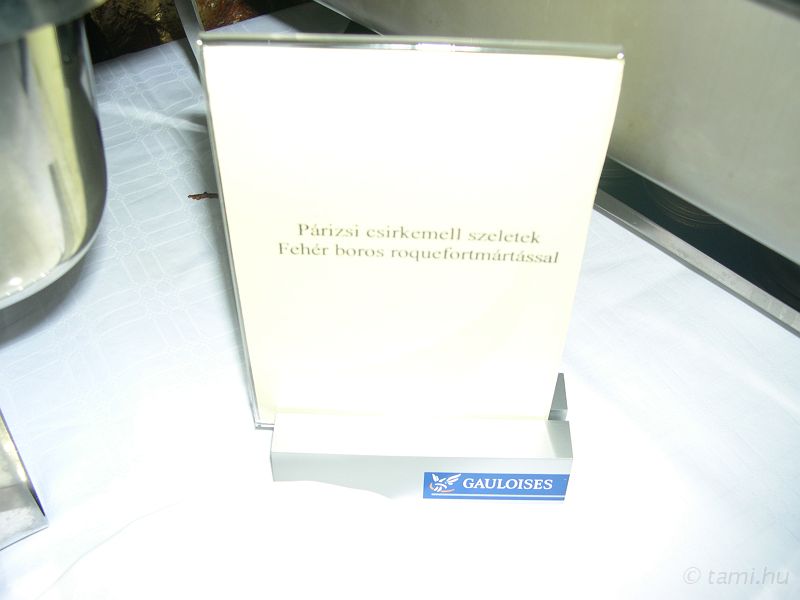 Párizsi csirkemell szeletek
Fehér boros roquefortmártással
GAULOISES
© tami.hu